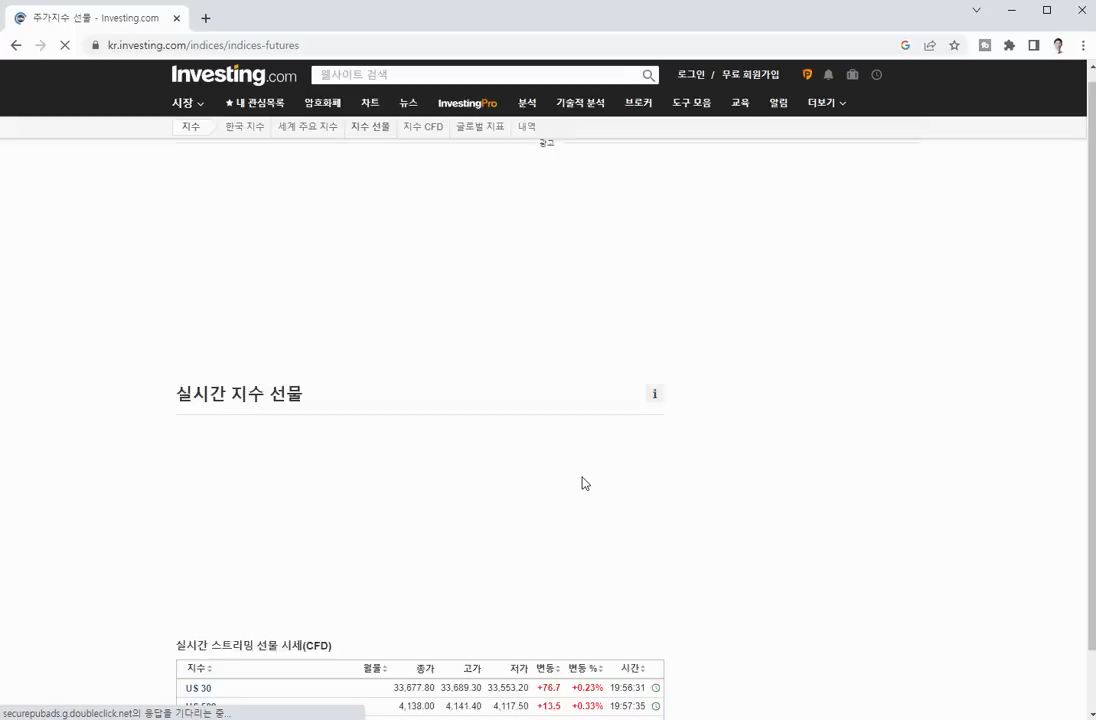 주가지수 선물 - Investing.com
kr.investing.com/indices/indices-futures
Investing.com
웹사이트 검색
로그인 / 무료 회원가입
시장 ★ 내 관심목록 암호화폐 차트 뉴스 InvestingPro 분석 기술적 분석 브로커 도구 모음 교육 알림 더보기
지수 한국 지수 세계 주요 지수 지수 선물 지수 CFD 글로벌 지표 내역
광고
실시간 지수 선물
i
실시간 스트리밍 선물 시세(CFD)
지수 월물 종가 고가 저가 변동 변동 % 시간
US 30 33,677.80 33,689.30 33,553.20 +76.7 +0.23% 19:56:31
US 500 4,138.00 4,141.40 4,117.50 +13.5 +0.33% 19:57:35
securepubads.g.doubleclick.net의 응답을 기다리는 중...